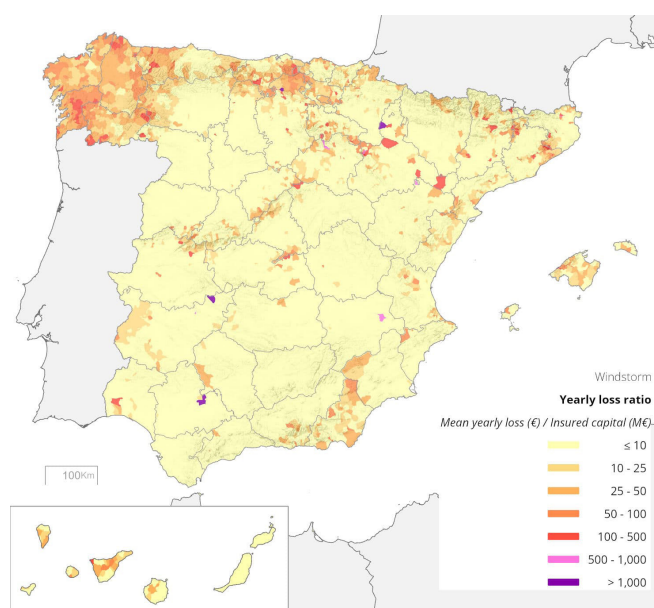 Windstorm
Yearly loss ratio
Mean yearly loss (€) / Insured capital (M€)
≤ 10
10 - 25
25 - 50
50 - 100
100 - 500
500 - 1,000
> 1,000
100Km